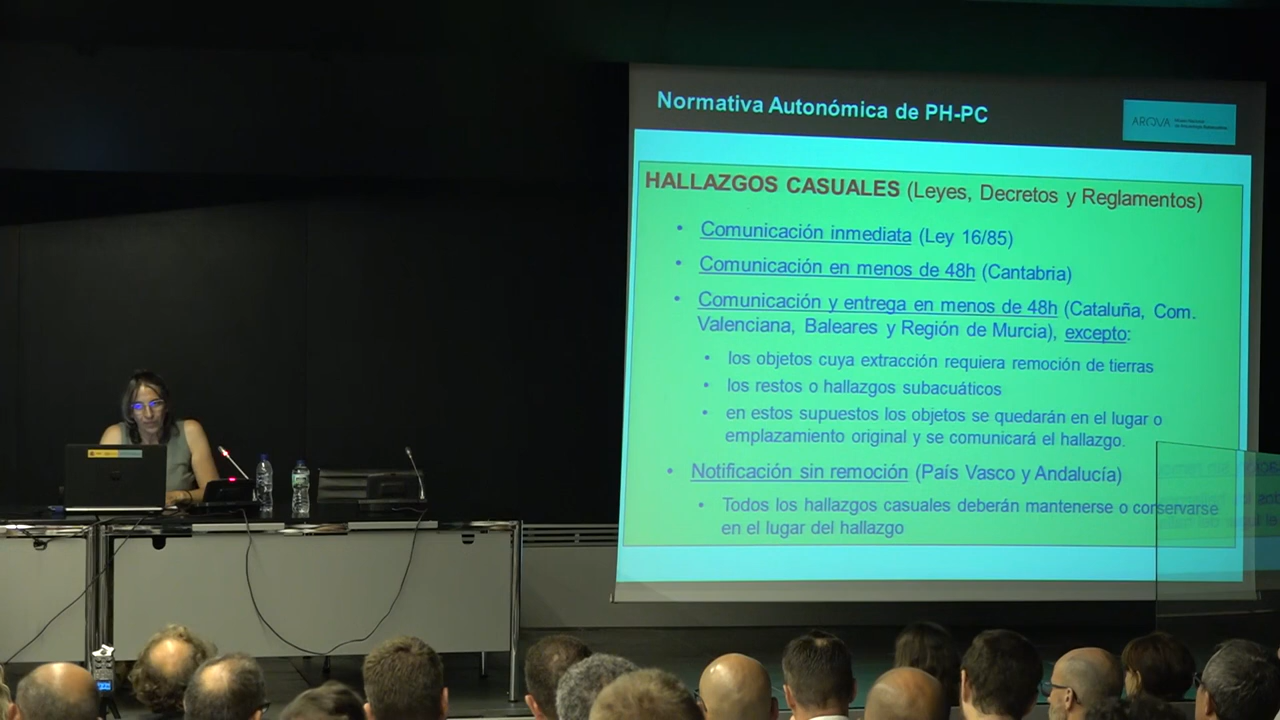 Normativa Autonómica de PH-PC
HALLAZGOS CASUALES (Leyes, Decretos y Reglamentos)
• Comunicación inmediata (Ley 16/85)
• Comunicación en menos de 48h (Cantabria)
• Comunicación y entrega en menos de 48h (Cataluña, Com.
Valenciana, Baleares y Región de Murcia), excepto:
• los objetos cuya extracción requiera remoción de tierras
• los restos o hallazgos subacuáticos
• en estos supuestos los objetos se quedarán en el lugar o
emplazamiento original y se comunicará el hallazgo.
• Notificación sin remoción (País Vasco y Andalucía)
• Todos los hallazgos casuales deberán mantenerse o conservarse
en el lugar del hallazgo